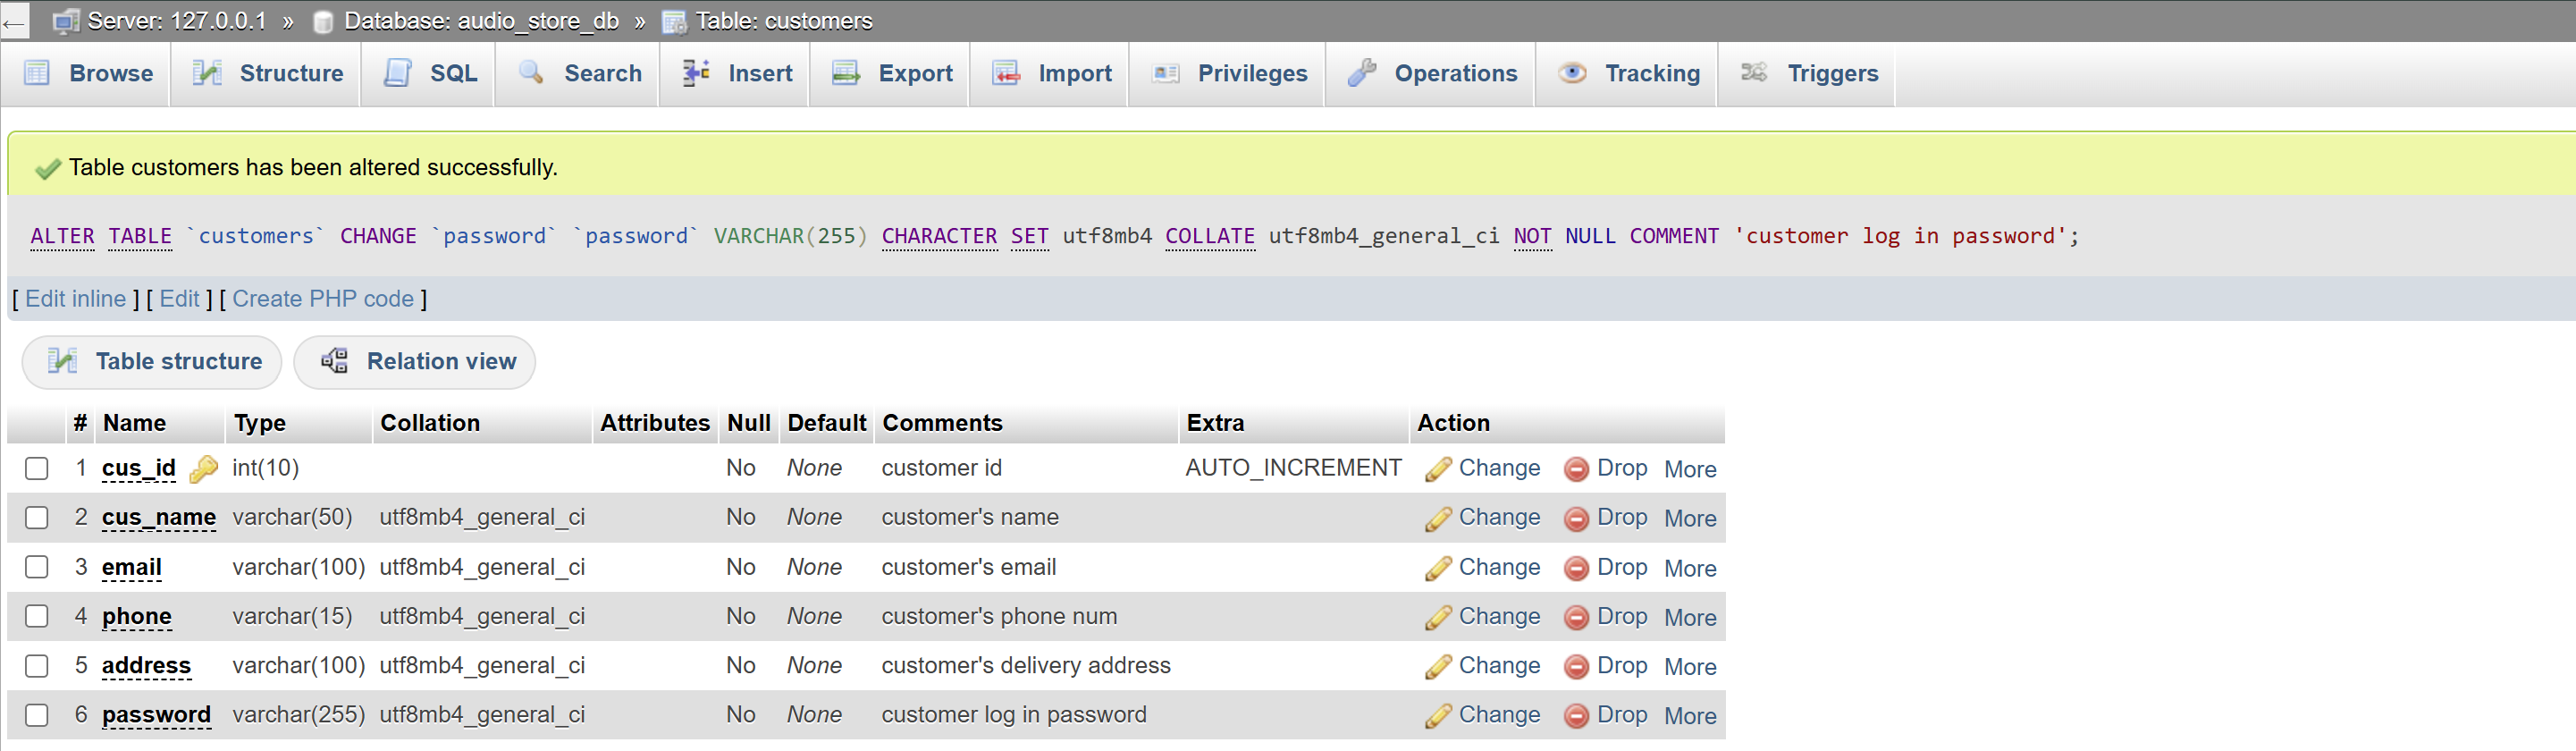 ← Server: 127.0.0.1 » Database: audio_store_db » Table: customers
Browse Structure SQL Search Insert Export Import Privileges Operations Tracking Triggers
Table customers has been altered successfully.
ALTER TABLE `customers` CHANGE `password` `password` VARCHAR(255) CHARACTER SET utf8mb4 COLLATE utf8mb4_general_ci NOT NULL COMMENT 'customer log in password';
[ Edit inline ] [ Edit ] [ Create PHP code ]
Table structure Relation view
# Name Type Collation Attributes Null Default Comments Extra Action
1 cus_id int(10) No None customer id AUTO_INCREMENT Change Drop More
2 cus_name varchar(50) utf8mb4_general_ci No None customer's name Change Drop More
3 email varchar(100) utf8mb4_general_ci No None customer's email Change Drop More
4 phone varchar(15) utf8mb4_general_ci No None customer's phone num Change Drop More
5 address varchar(100) utf8mb4_general_ci No None customer's delivery address Change Drop More
6 password varchar(255) utf8mb4_general_ci No None customer log in password Change Drop More